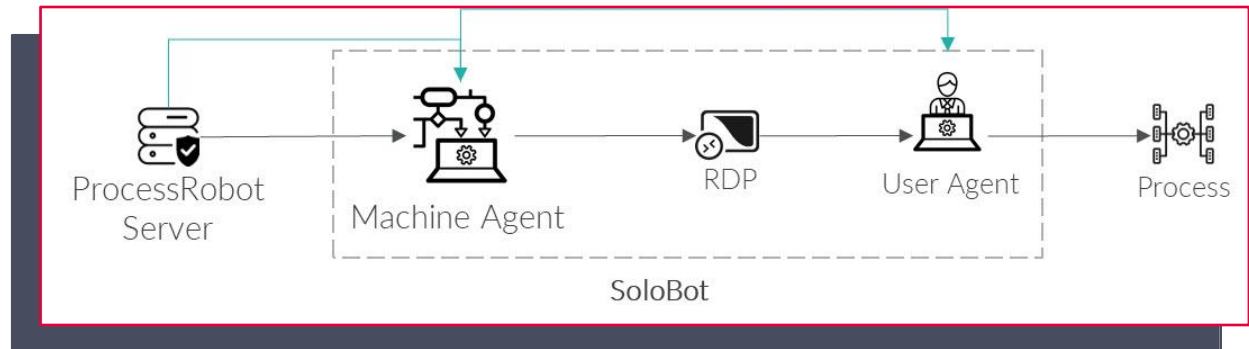 ProcessRobot
Server
Machine Agent
RDP
User Agent
Process
SoloBot